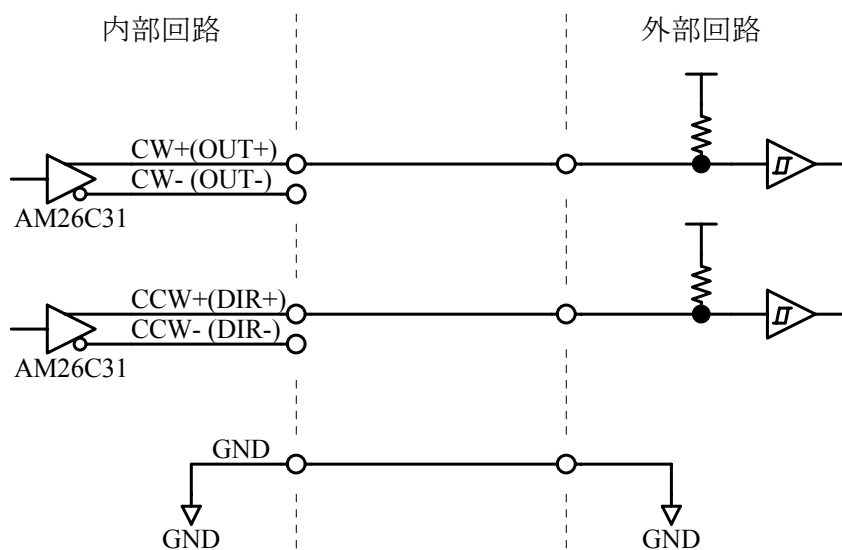 内部回路
外部回路
CW+(OUT+)
CW- (OUT-)
AM26C31
CCW+(DIR+)
CCW- (DIR-)
AM26C31
GND
GND
GND